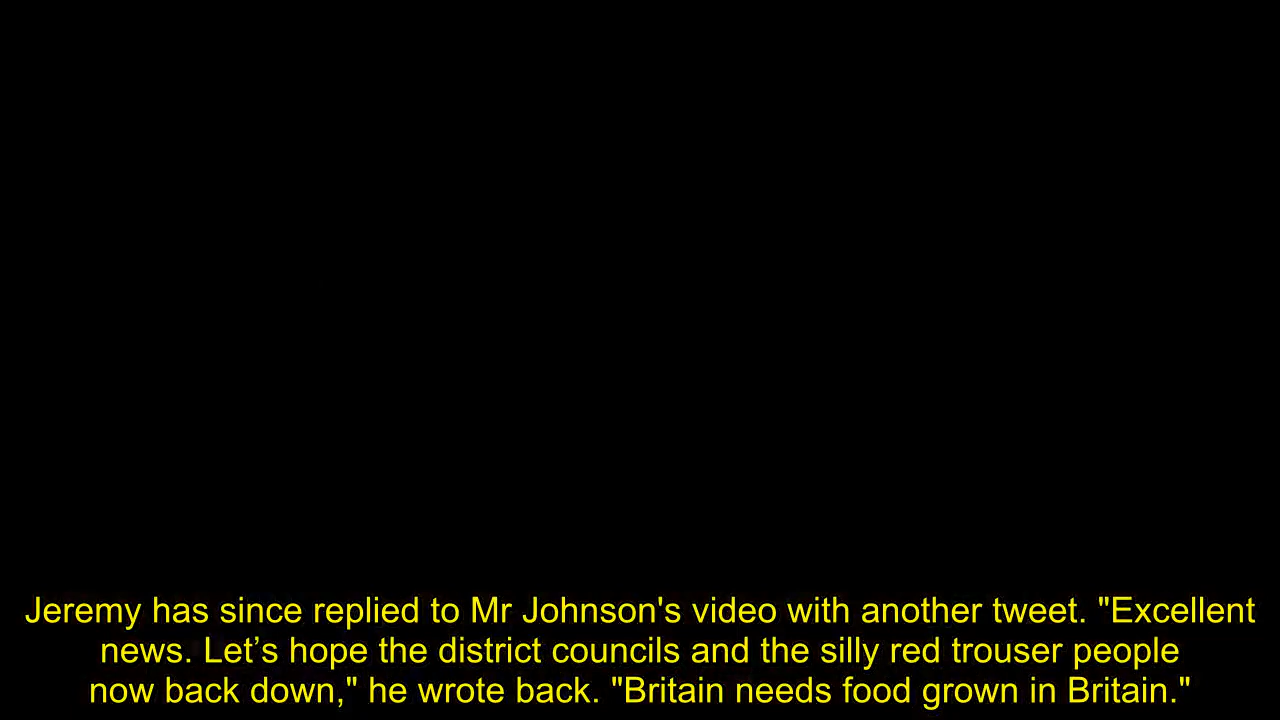 Jeremy has since replied to Mr Johnson's video with another tweet. "Excellent
news. Let’s hope the district councils and the silly red trouser people
now back down," he wrote back. "Britain needs food grown in Britain."